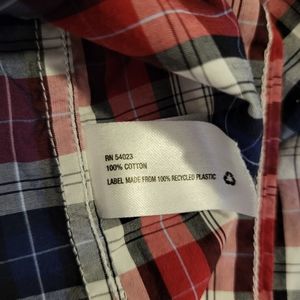 RN 54023
100% COTTON
LABEL MADE FROM 100% RECYCLED PLASTIC